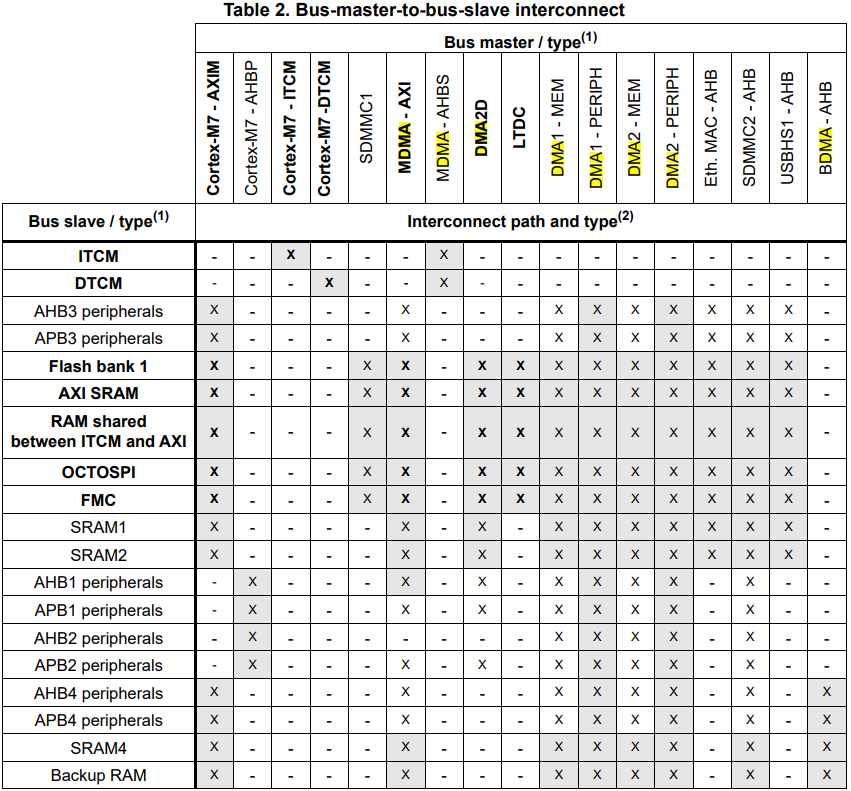 Table 2. Bus-master-to-bus-slave interconnect
Bus master / type(1)
Cortex-M7 - AXIM
Cortex-M7 - AHBP
Cortex-M7 - ITCM
Cortex-M7 -DTCM
SDMMC1
MDMA - AXI
MDMA - AHBS
DMA2D
LTDC
DMA1 - MEM
DMA1 - PERIPH
DMA2 - MEM
DMA2 - PERIPH
Eth. MAC - AHB
SDMMC2 - AHB
USBHS1 - AHB
BDMA - AHB
Bus slave / type(1) Interconnect path and type(2)
ITCM - - X - - - X - - - - - - - - - -
DTCM - - - X - - X - - - - - - - - - -
AHB3 peripherals X - - - - X - - - X X X X X X X -
APB3 peripherals X - - - - X - - - X X X X X X X -
Flash bank 1 X - - - X X - X X X X X X X X X -
AXI SRAM X - - - X X - X X X X X X X X X -
RAM shared
between ITCM and AXI X - - - X X - X X X X X X X X X -
OCTOSPI X - - - X X - X X X X X X X X X -
FMC X - - - X X - X X X X X X X X X -
SRAM1 X - - - - X - X - X X X X X X X -
SRAM2 X - - - - X - X - X X X X X X X -
AHB1 peripherals - X - - - X - X - X X X X - X - -
APB1 peripherals - X - - - X - X - X X X X - X - -
AHB2 peripherals - X - - - - - - - X X X X - X - -
APB2 peripherals - X - - - X - X - X X X X - X - -
AHB4 peripherals X - - - - X - - - X X X X - X - X
APB4 peripherals X - - - - X - - - X X X X - X - X
SRAM4 X - - - - X - - - X X X X - X - X
Backup RAM X - - - - X - - - X X X X - X - X